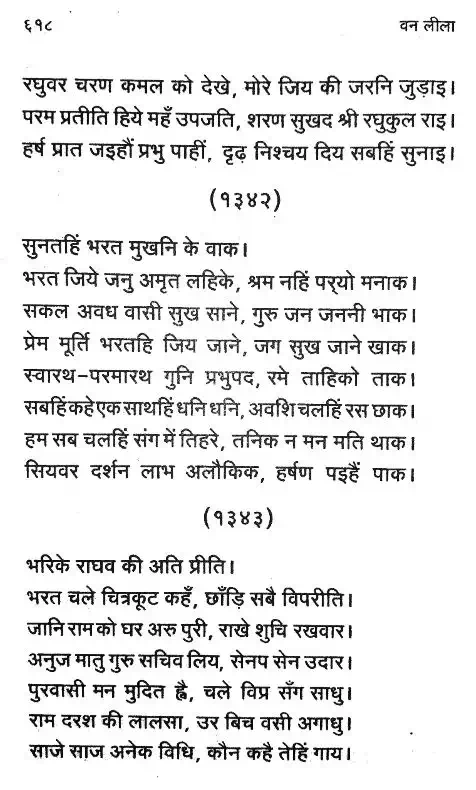 ६१८ वन लीला
रघुवर चरण कमल को देखे, मोरे जिय की जरनि जुड़ाइ।
परम प्रतीति हिये महँ उपजति, शरण सुखद श्री रघुकुल राइ।
हर्ष प्रात जइहौं प्रभु पाहीं, दृढ़ निश्चय दिय सबहिं सुनाइ।
(१३४२)
सुनतहिं भरत मुखनि के वाक।
भरत जिये जनु अमृत लहिके, श्रम नहिं पर्‌यो मनाक।
सकल अवध वासी सुख साने, गुरु जन जननी भाक।
प्रेम मूर्ति भरतहि जिय जाने, जग सुख जाने खाक।
स्वारथ-परमारथ गुनि प्रभुपद, रमे ताहिको ताक।
सबहिं कहे एक साथहिं धनि धनि, अवशि चलहिं रस छाक।
हम सब चलहिं संग में तिहरे, तनिक न मन मति थाक।
सियवर दर्शन लाभ अलौकिक, हर्षण पइहैं पाक।
(१३४३)
भरिके राघव की अति प्रीति।
भरत चले चित्रकूट कहँ, छाँड़ि सबै विपरीति।
जानि राम को घर अरु पुरी, राखे शुचि रखवार।
अनुज मातु गुरु सचिव लिय, सेनप सेन उदार।
पुरवासी मन मुदित ह्वै, चले विप्र सँग साधु।
राम दरश की लालसा, उर बिच वसी अगाधु।
साजे साज अनेक विधि, कौन कहै तेहिं गाय।